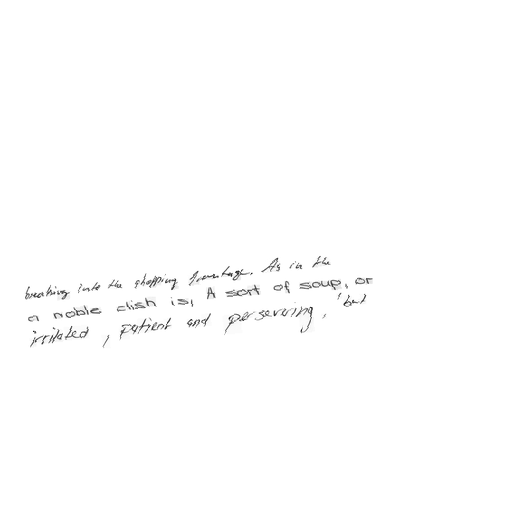 breaking into the shopping frontage. As in the
a noble dish is, A sort of soup, or
irritated, patient and perservering, 'but